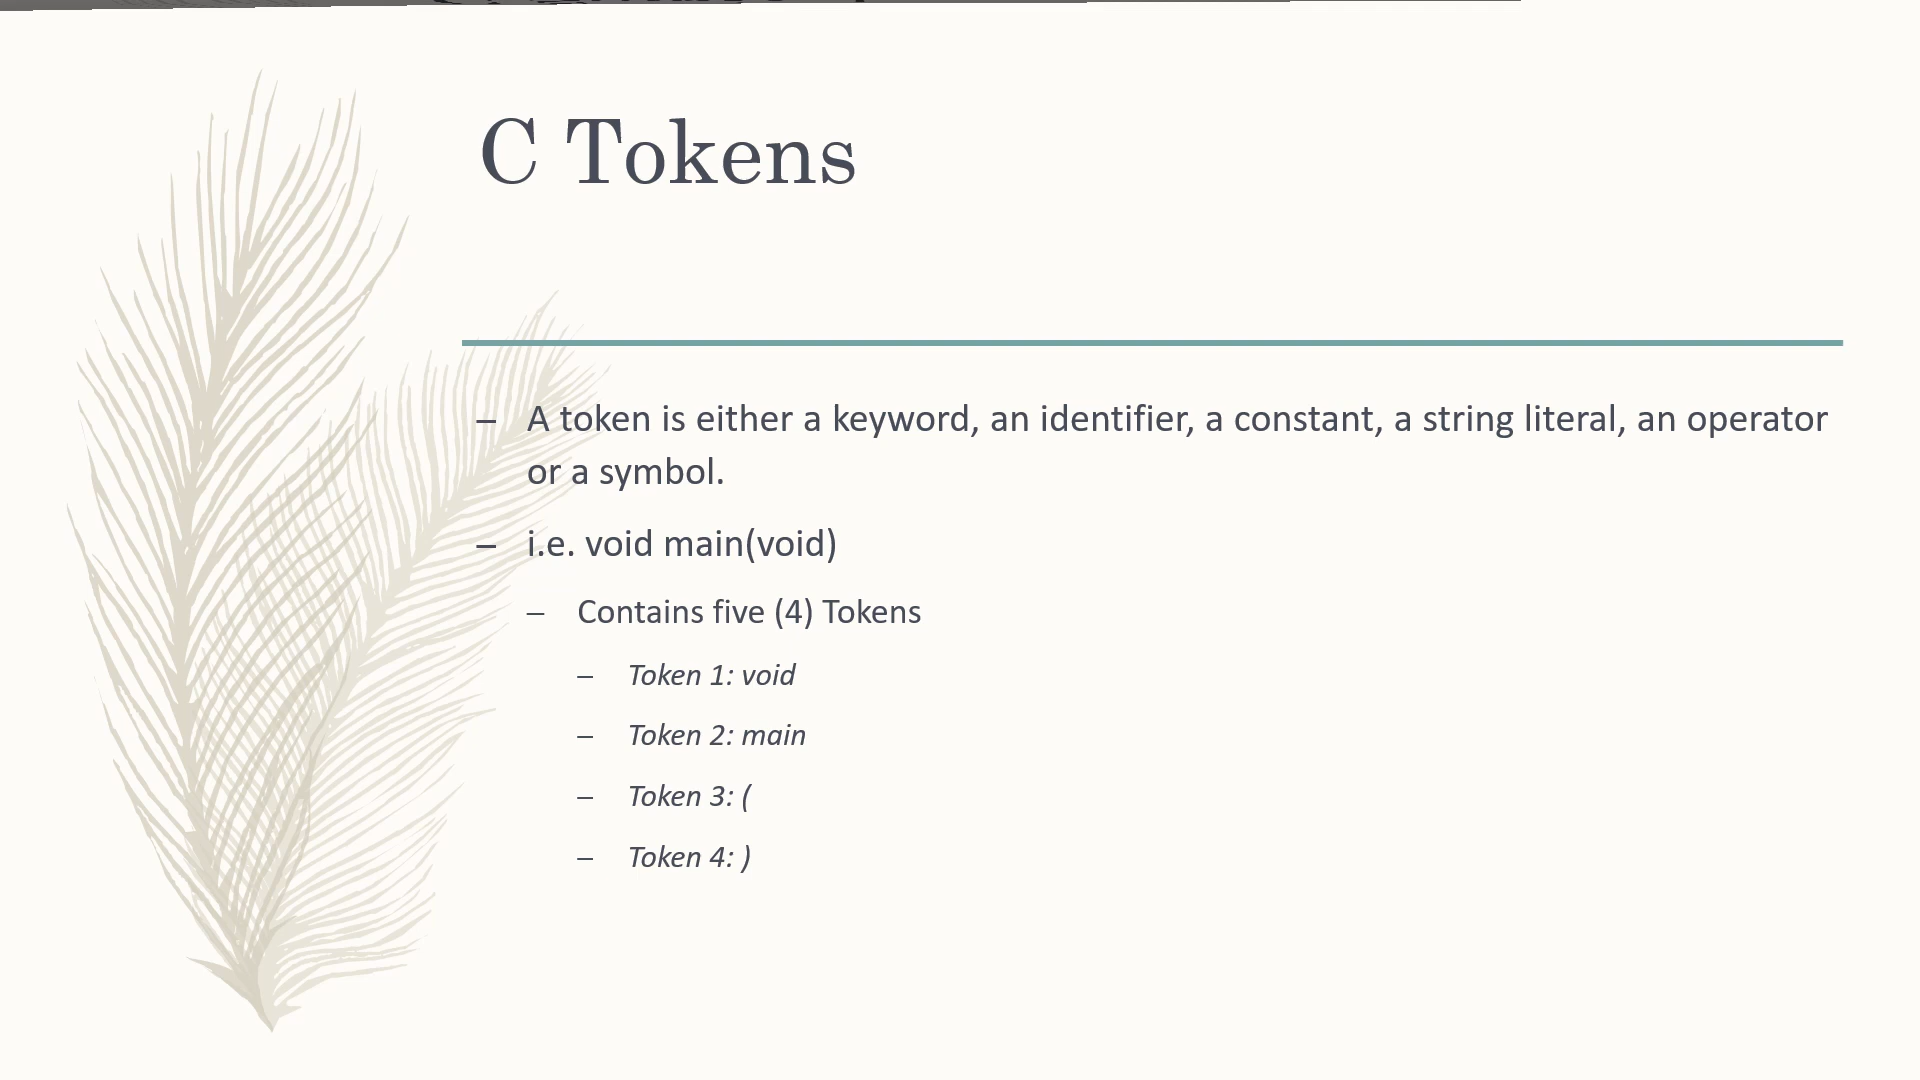 C Tokens
– A token is either a keyword, an identifier, a constant, a string literal, an operator
or a symbol.
– i.e. void main(void)
– Contains five (4) Tokens
– Token 1: void
– Token 2: main
– Token 3: (
– Token 4: )